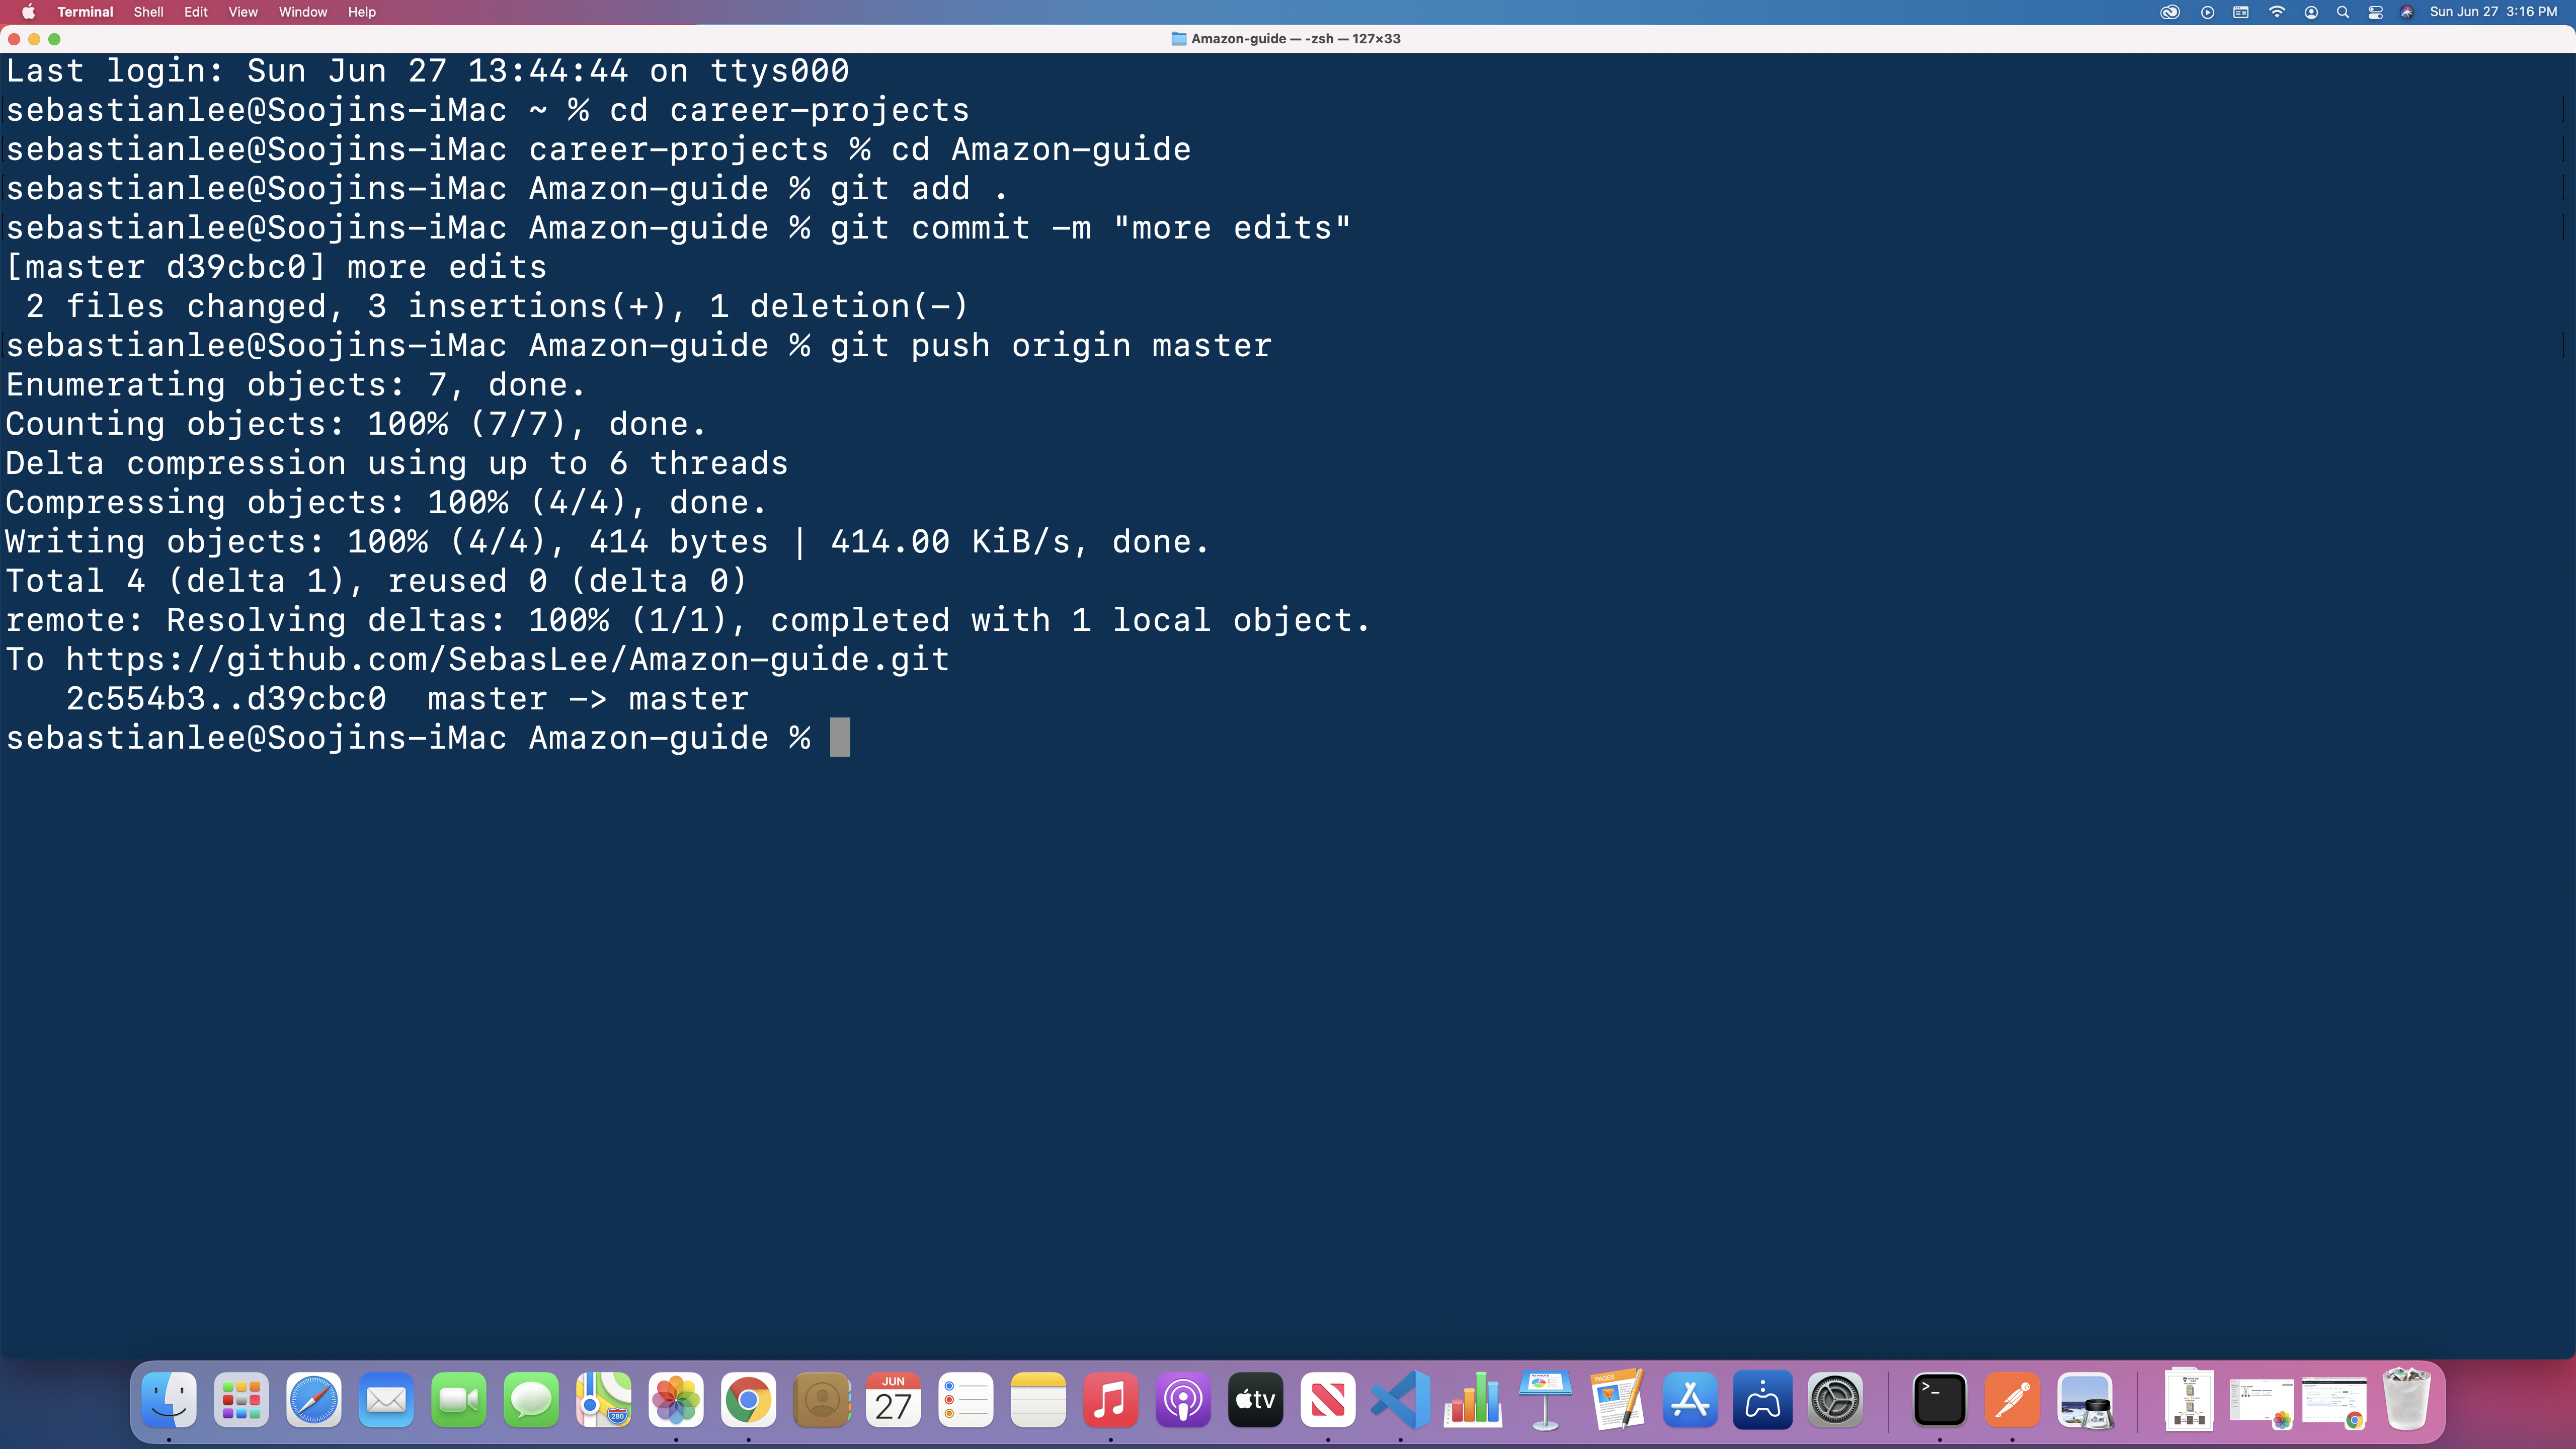 Terminal Shell Edit View Window Help Sun Jun 27 3:16 PM
Amazon-guide — -zsh — 127×33
Last login: Sun Jun 27 13:44:44 on ttys000
sebastianlee@Soojins-iMac ~ % cd career-projects
sebastianlee@Soojins-iMac career-projects % cd Amazon-guide
sebastianlee@Soojins-iMac Amazon-guide % git add .
sebastianlee@Soojins-iMac Amazon-guide % git commit -m "more edits"
[master d39cbc0] more edits
 2 files changed, 3 insertions(+), 1 deletion(-)
sebastianlee@Soojins-iMac Amazon-guide % git push origin master
Enumerating objects: 7, done.
Counting objects: 100% (7/7), done.
Delta compression using up to 6 threads
Compressing objects: 100% (4/4), done.
Writing objects: 100% (4/4), 414 bytes | 414.00 KiB/s, done.
Total 4 (delta 1), reused 0 (delta 0)
remote: Resolving deltas: 100% (1/1), completed with 1 local object.
To https://github.com/SebasLee/Amazon-guide.git
   2c554b3..d39cbc0  master -> master
sebastianlee@Soojins-iMac Amazon-guide %
280
JUN
27
tv
PAGES
>_